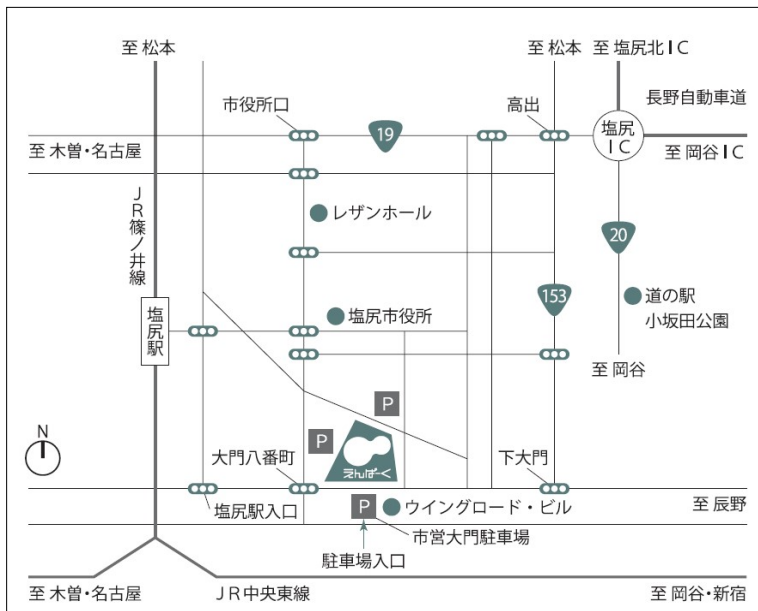 至 松本
至 松本
至 塩尻北IC
市役所口
高出
長野自動車道
19
塩尻
IC
至 木曽・名古屋
至 岡谷IC
JR篠ノ井線
レザンホール
20
153
道の駅
小坂田公園
塩尻市役所
塩尻駅
至 岡谷
P
N
P
大門八番町
えんぱーく
下大門
塩尻駅入口
P
ウイングロード・ビル
至 辰野
市営大門駐車場
駐車場入口
至 木曽・名古屋
JR中央東線
至 岡谷・新宿